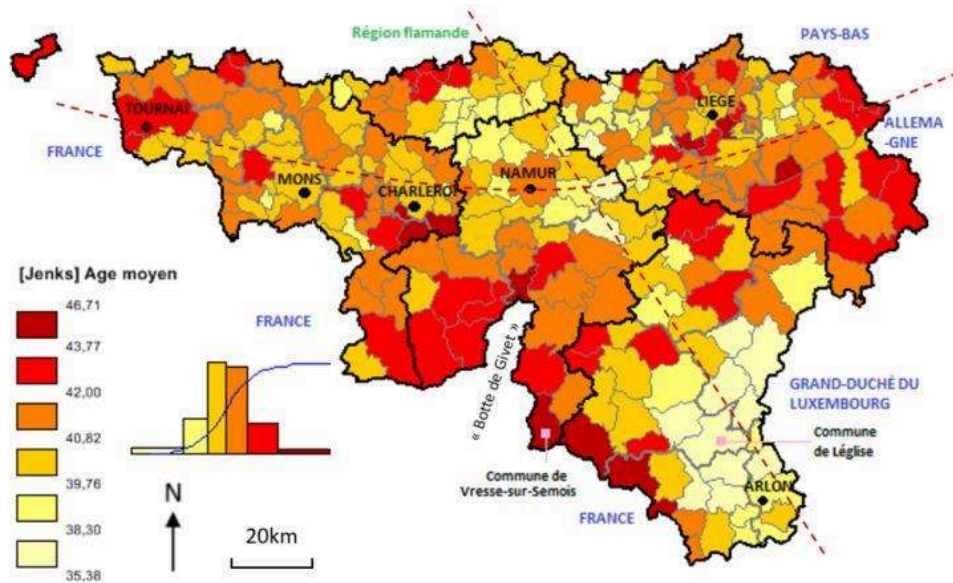 Région flamande
PAYS-BAS
TOURNAI
LIEGE
ALLEMA
-GNE
FRANCE
MONS
CHARLEROI
NAMUR
[Jenks] Age moyen
46,71
43,77
42,00
40,82
39,76
38,30
35,38
FRANCE
« Botte de Givet »
GRAND-DUCHÉ DU
LUXEMBOURG
Commune
de Léglise
Commune de
Vresse-sur-Semois
ARLON
FRANCE
N
20km